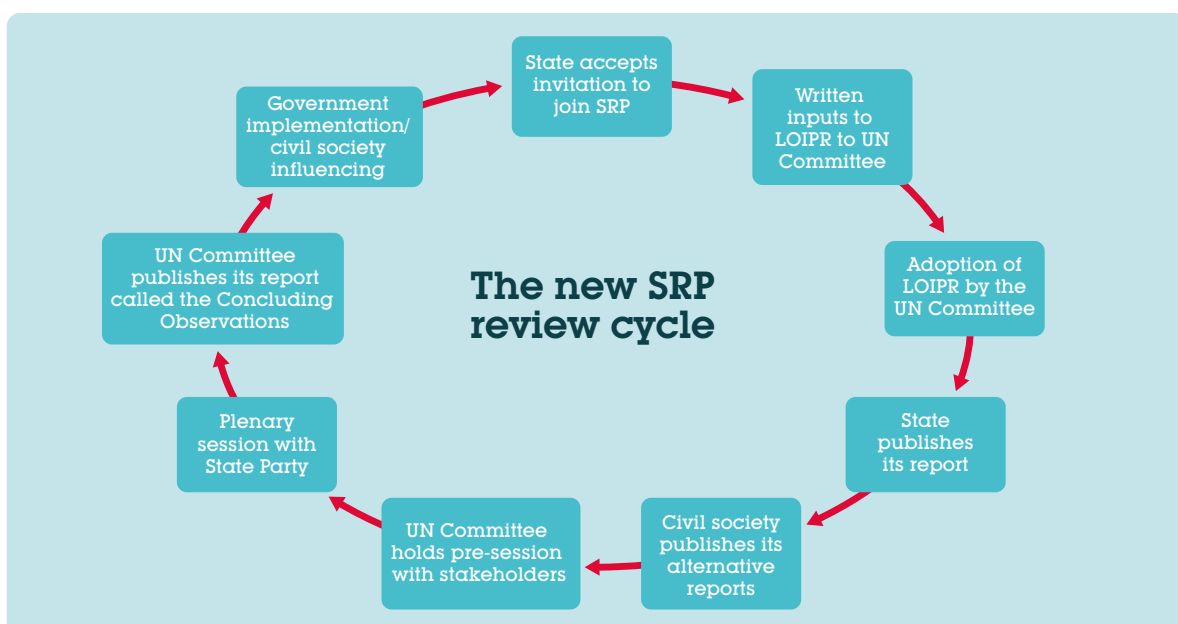 The new SRP
review cycle
State accepts
invitation to
join SRP
Written
inputs to
LOIPR to UN
Committee
Adoption of
LOIPR by the
UN Committee
State
publishes
its report
Civil society
publishes its
alternative
reports
UN Committee
holds pre-session
with stakeholders
Plenary
session with
State Party
UN Committee
publishes its report
called the Concluding
Observations
Government
implementation/
civil society
influencing